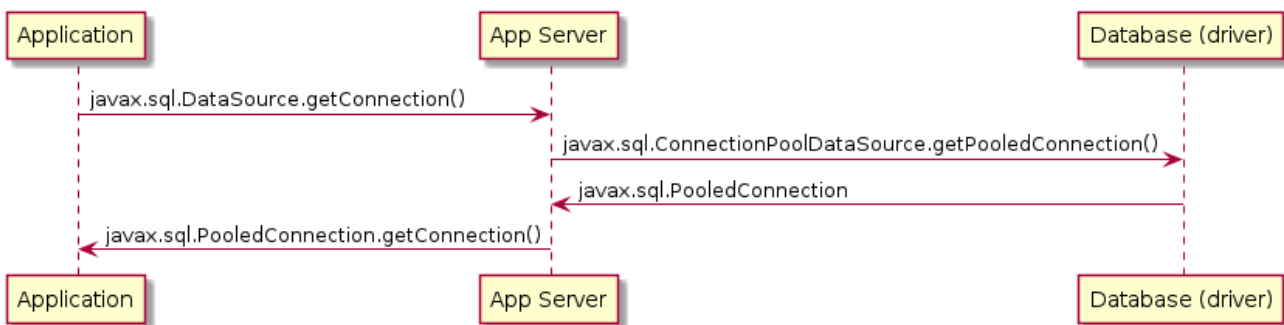 Application
App Server
Database (driver)
javax.sql.DataSource.getConnection()
javax.sql.ConnectionPoolDataSource.getPooledConnection()
javax.sql.PooledConnection
javax.sql.PooledConnection.getConnection()
Application
App Server
Database (driver)